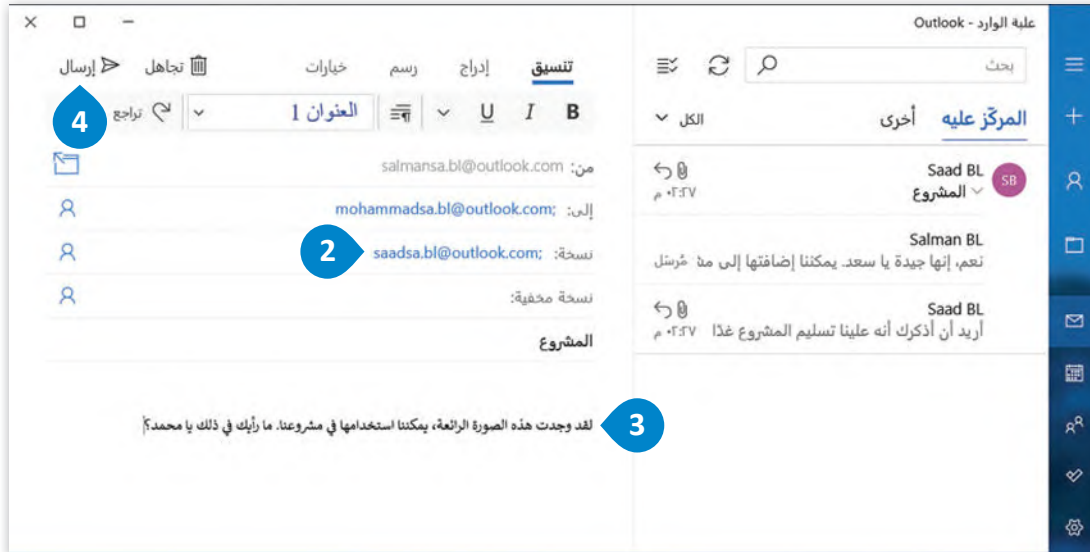 علبة الوارد - Outlook
بحث
المركّز عليه
أخرى
الكل
SB
Saad BL
المشروع
٠٢:٢٧ م
Salman BL
نعم، إنها جيدة يا سعد. يمكننا إضافتها إلى
مُرسَل
Saad BL
أريد أن أذكرك أنه علينا تسليم المشروع غدًا
٠٢:٢٧ م
تنسيق
إدراج
رسم
خيارات
تجاهل
إرسال
B I U
العنوان 1
تراجع
4
من: salmansa.bl@outlook.com
إلى: mohammadsa.bl@outlook.com;
نسخة: saadsa.bl@outlook.com;
2
نسخة مخفية:
المشروع
3
لقد وجدت هذه الصورة الرائعة، يمكننا استخدامها في مشروعنا. ما رأيك في ذلك يا محمد؟